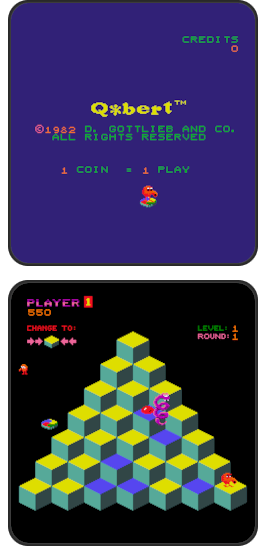 CREDITS
0
Q*bert™
©1982 D. GOTTLIEB AND CO.
ALL RIGHTS RESERVED
1 COIN = 1 PLAY
PLAYER 1
550
CHANGE TO:
LEVEL: 1
ROUND: 1